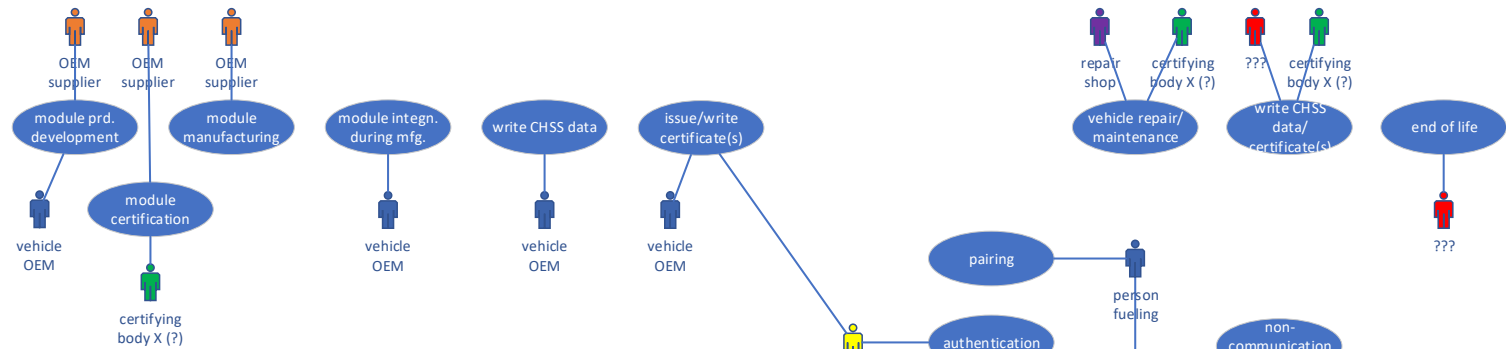 OEM
supplier
OEM
supplier
OEM
supplier
repair
shop
certifying
body X (?)
???
certifying
body X (?)
module prd.
development
module
manufacturing
module integn.
during mfg.
write CHSS data
issue/write
certificate(s)
vehicle repair/
maintenance
write CHSS
data/
certificate(s)
end of life
module
certification
vehicle
OEM
vehicle
OEM
vehicle
OEM
vehicle
OEM
???
pairing
certifying
body X (?)
person
fueling
authentication
non-
communication